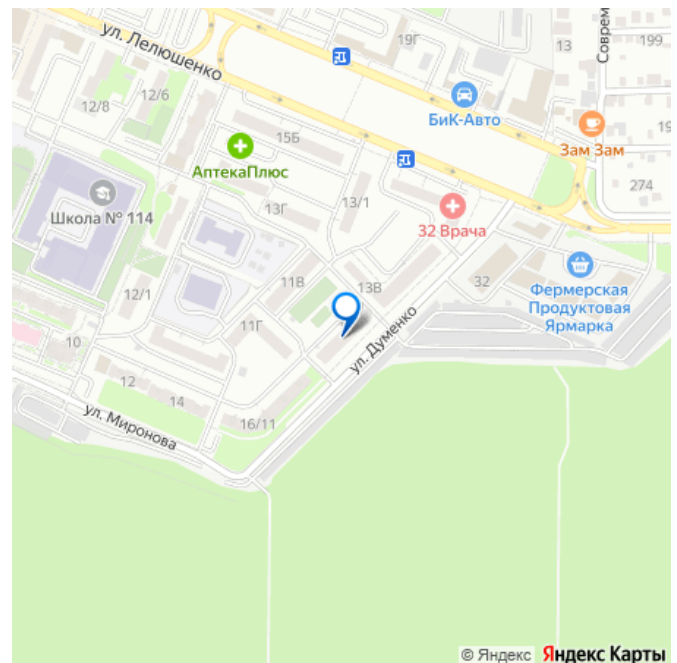 ул. Лелюшенко
19Г
13
Соврем
199
12/8
12/6
БиК-Авто
15Б
Зам Зам
19
АптекаПлюс
274
Школа № 114
13Г
13/1
32 Врача
12/1
11В
13В
32
Фермерская
Продуктовая
Ярмарка
10
11Г
ул. Думенко
12
14
16/11
ул. Миронова
© Яндекс Яндекс Карты